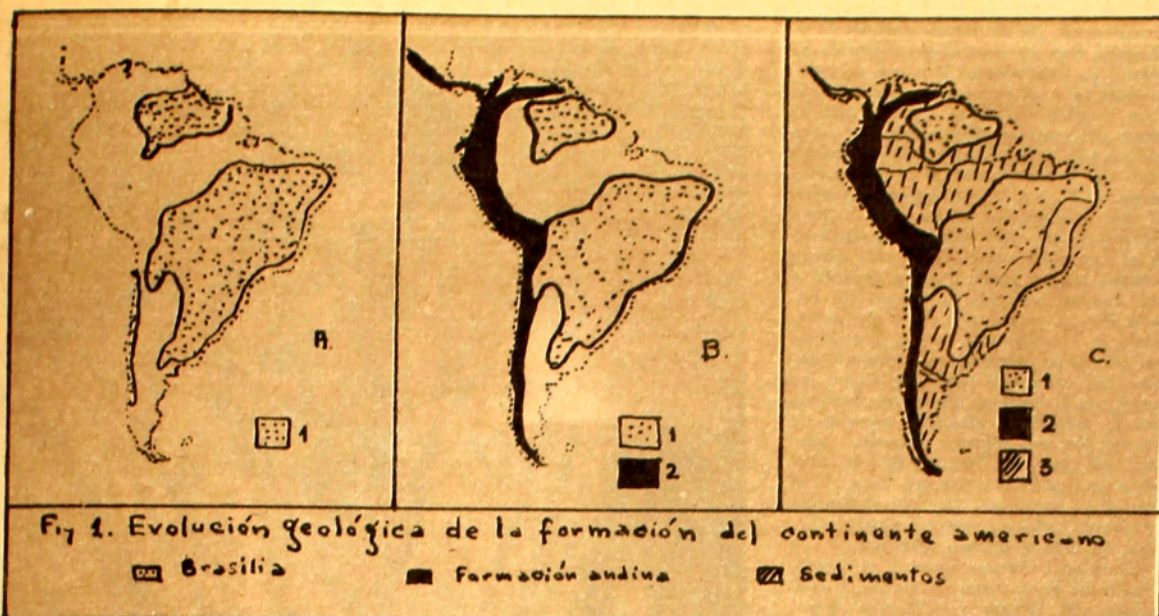 A.
B.
C.
1
1
2
1
2
3
Fig 1. Evolución geológica de la formación del continente americano
Brasilia
Formación andina
Sedimentos